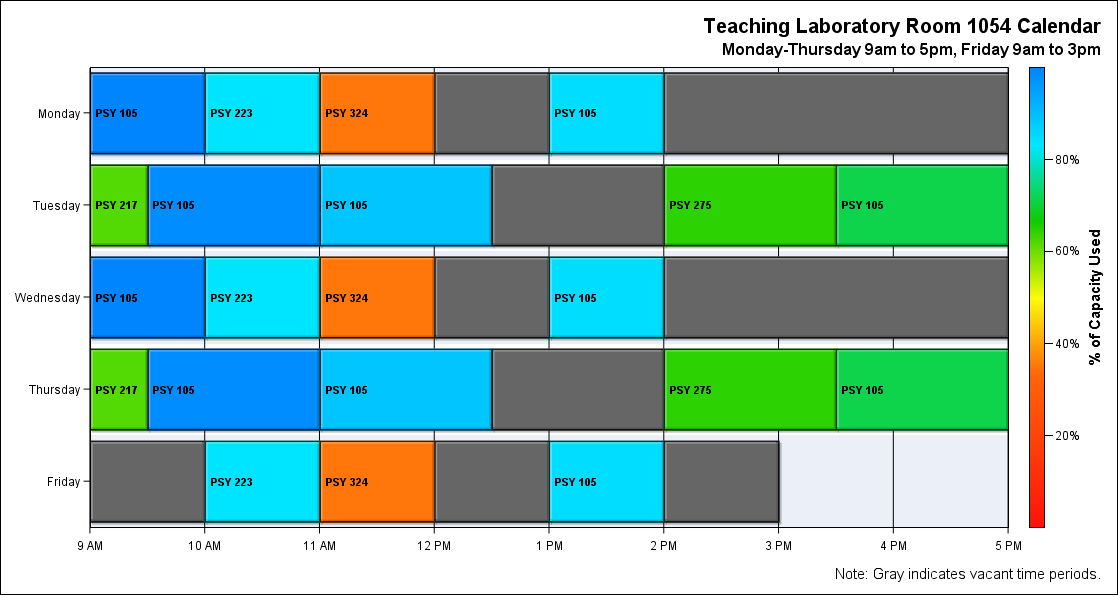 Teaching Laboratory Room 1054 Calendar
Monday-Thursday 9am to 5pm, Friday 9am to 3pm
Monday
PSY 105
PSY 223
PSY 324
PSY 105
Tuesday
PSY 217
PSY 105
PSY 105
PSY 275
PSY 105
Wednesday
PSY 105
PSY 223
PSY 324
PSY 105
Thursday
PSY 217
PSY 105
PSY 105
PSY 275
PSY 105
Friday
PSY 223
PSY 324
PSY 105
9 AM
10 AM
11 AM
12 PM
1 PM
2 PM
3 PM
4 PM
5 PM
80%
60%
40%
20%
% of Capacity Used
Note: Gray indicates vacant time periods.